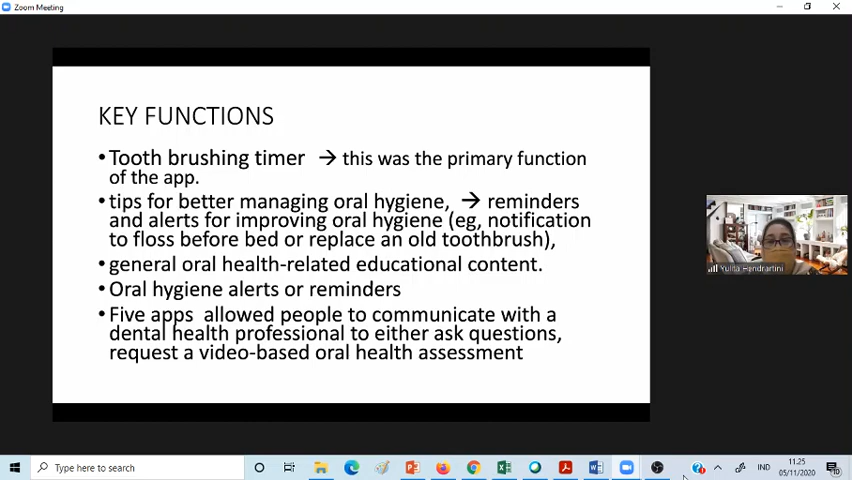 Zoom Meeting
KEY FUNCTIONS
•Tooth brushing timer → this was the primary function
of the app.
•tips for better managing oral hygiene, → reminders
and alerts for improving oral hygiene (eg, notification
to floss before bed or replace an old toothbrush),
•general oral health-related educational content.
•Oral hygiene alerts or reminders
•Five apps allowed people to communicate with a
dental health professional to either ask questions,
request a video-based oral health assessment
Yulita Hendrartini
Type here to search
IND
11.25
05/11/2020